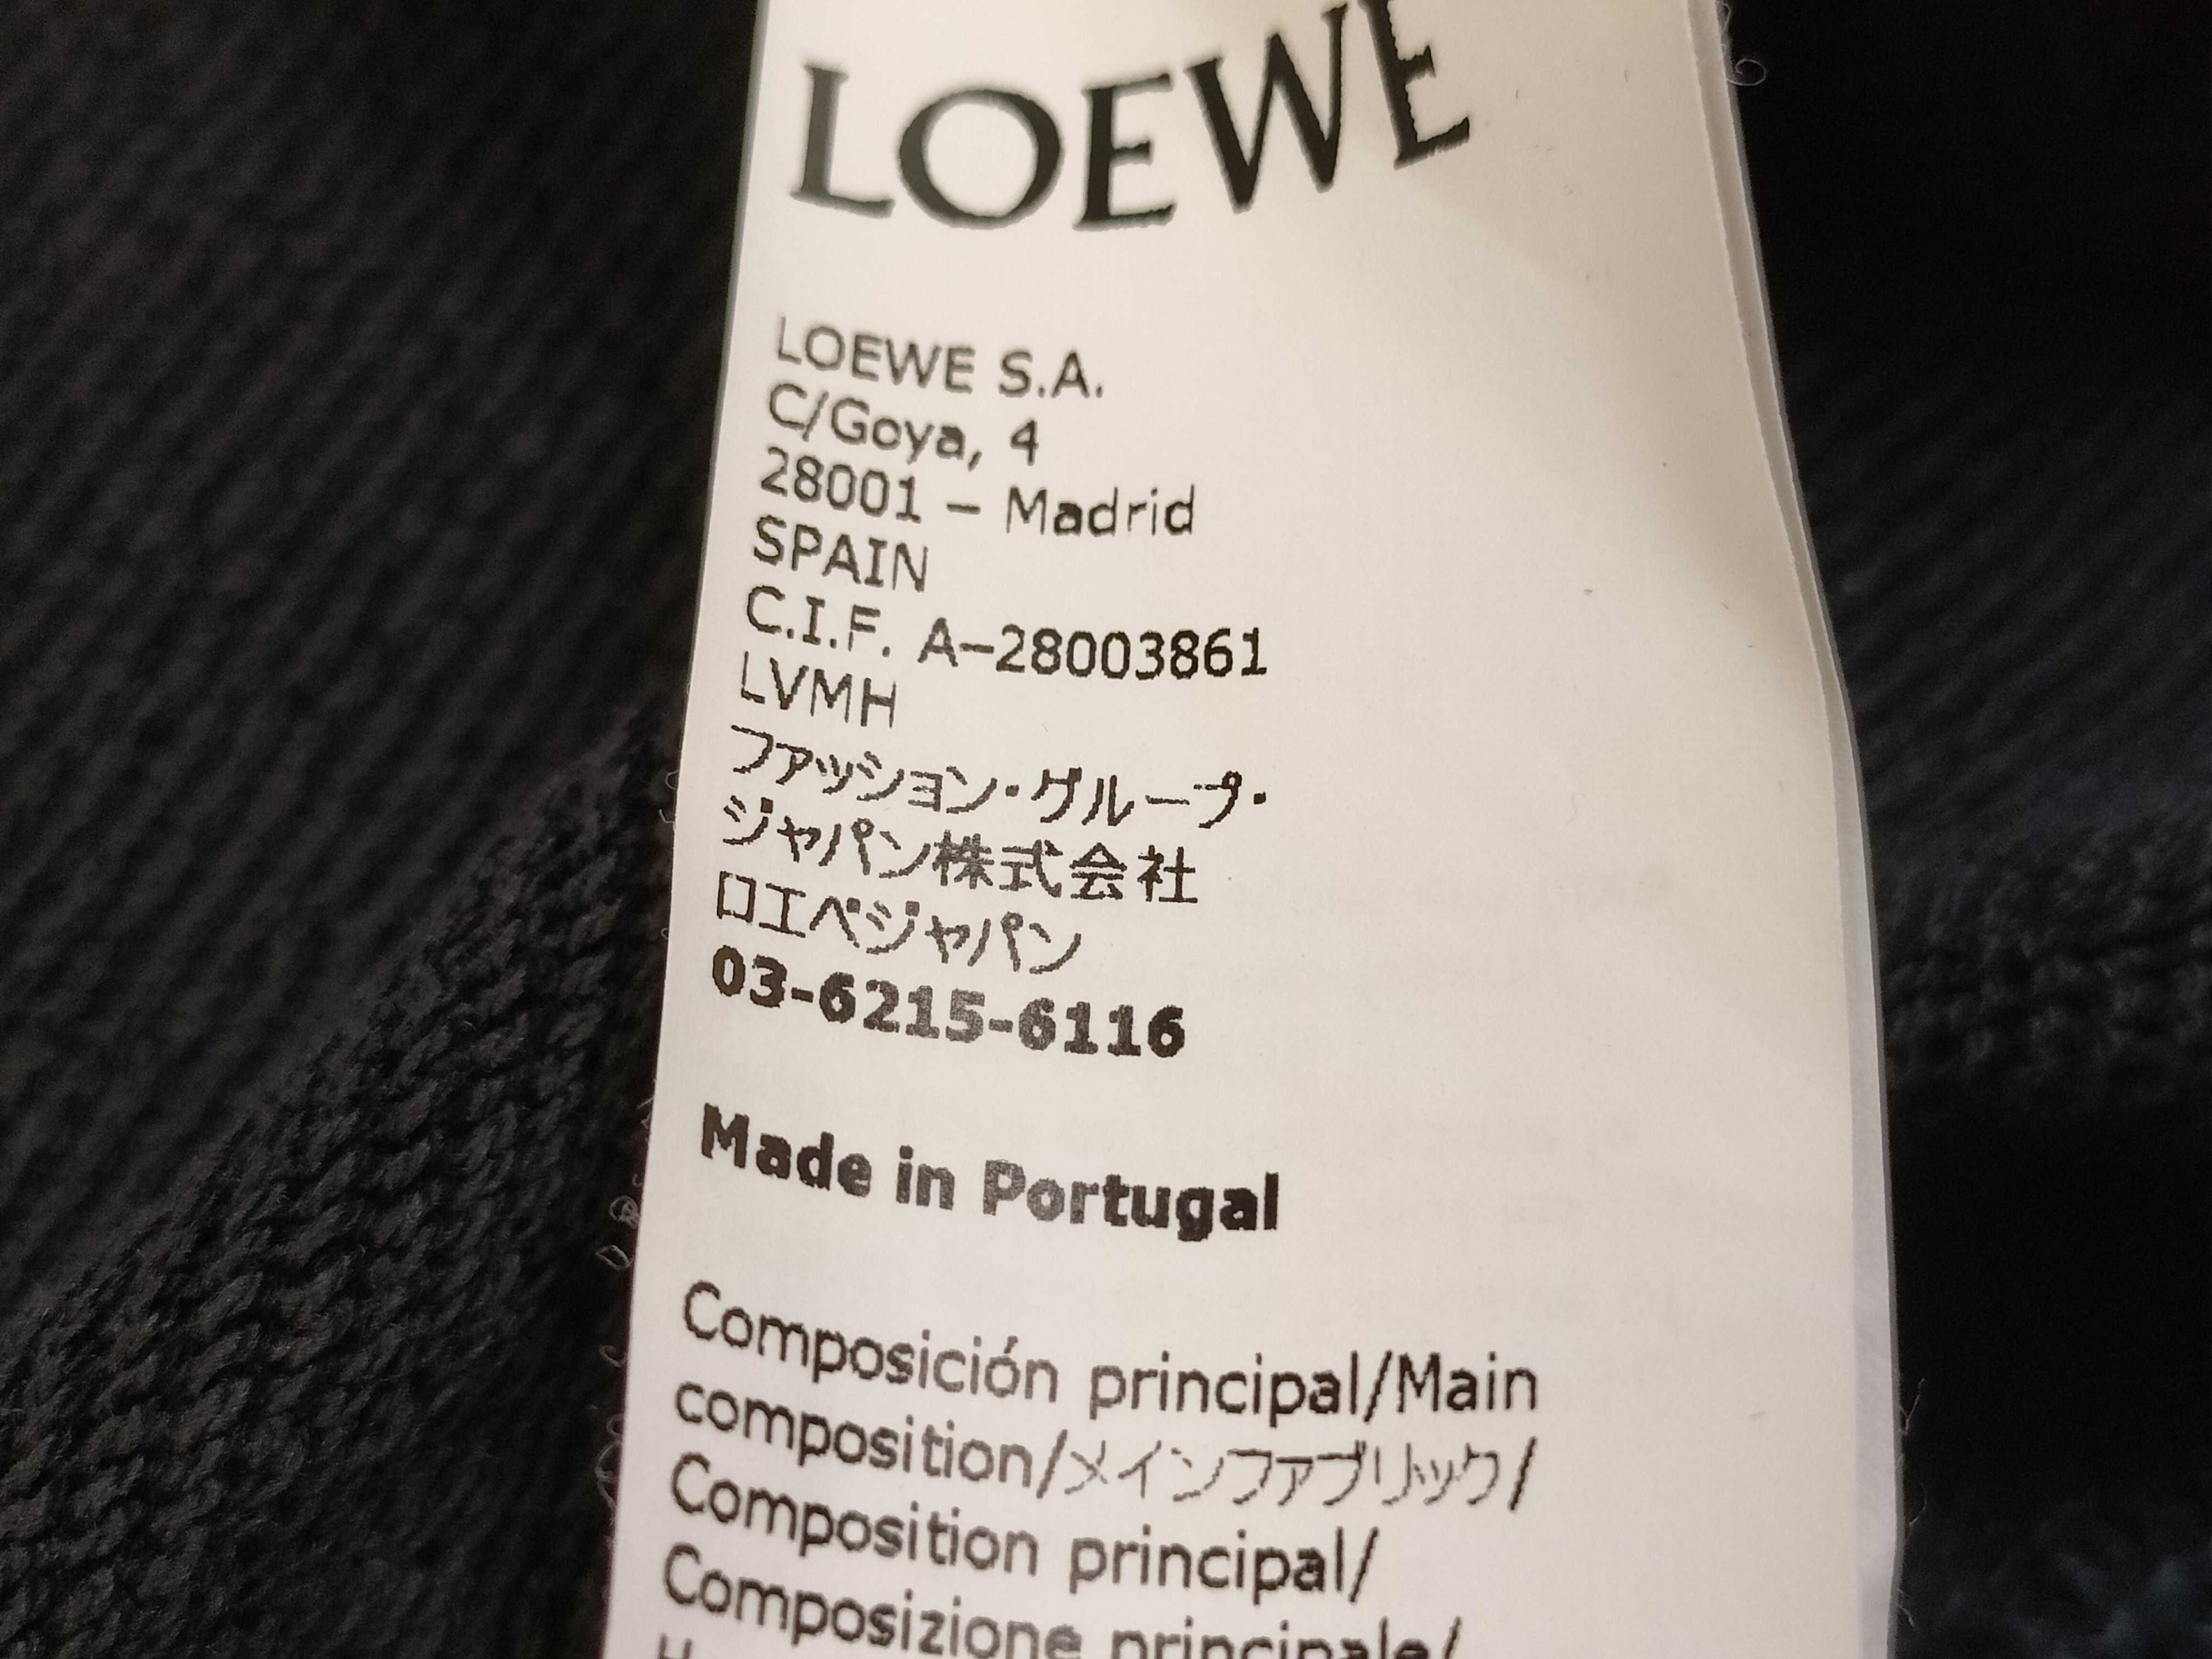 LOEWE
LOEWE S.A.
C/Goya, 4
28001 – Madrid
SPAIN
C.I.F. A–28003861
LVMH
ファッション・グループ・
ジャパン株式会社
ロエベジャパン
03-6215-6116
Made in Portugal
Composición principal/Main
composition/メインファブリック/
Composition principal/
Composizione principale/